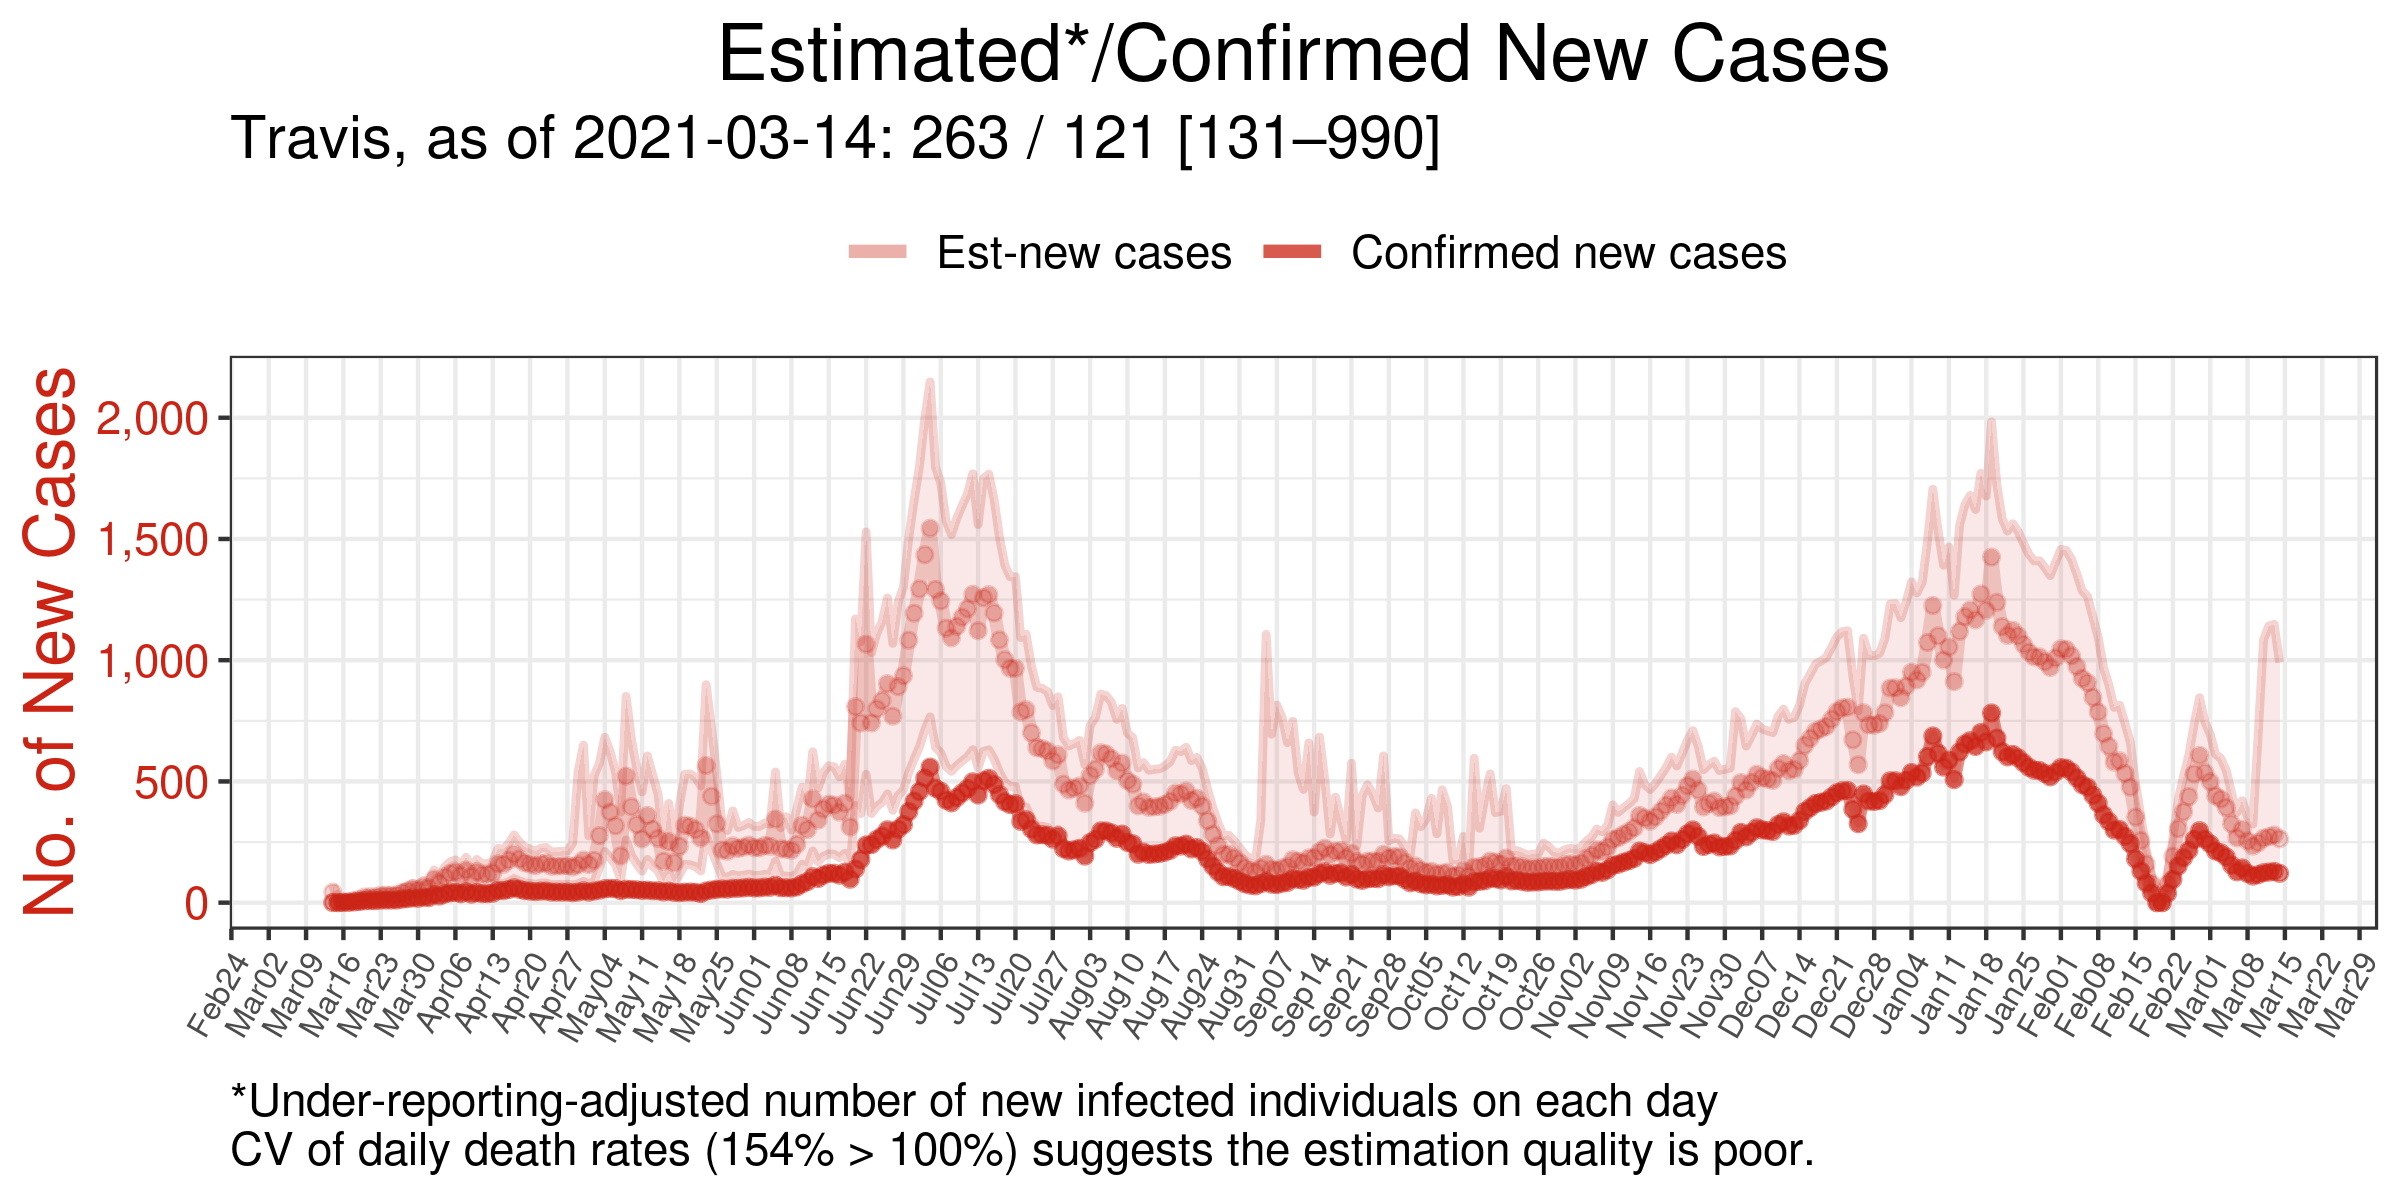 Estimated*/Confirmed New Cases
Travis, as of 2021-03-14: 263 / 121 [131–990]
Est-new cases Confirmed new cases
No. of New Cases
2,000
1,500
1,000
500
0
Feb24 Mar02 Mar09 Mar16 Mar23 Mar30 Apr06 Apr13 Apr20 Apr27 May04 May11 May18 May25 Jun01 Jun08 Jun15 Jun22 Jun29 Jul06 Jul13 Jul20 Jul27 Aug03 Aug10 Aug17 Aug24 Aug31 Sep07 Sep14 Sep21 Sep28 Oct05 Oct12 Oct19 Oct26 Nov02 Nov09 Nov16 Nov23 Nov30 Dec07 Dec14 Dec21 Dec28 Jan04 Jan11 Jan18 Jan25 Feb01 Feb08 Feb15 Feb22 Mar01 Mar08 Mar15 Mar22 Mar29
*Under-reporting-adjusted number of new infected individuals on each day
CV of daily death rates (154% > 100%) suggests the estimation quality is poor.